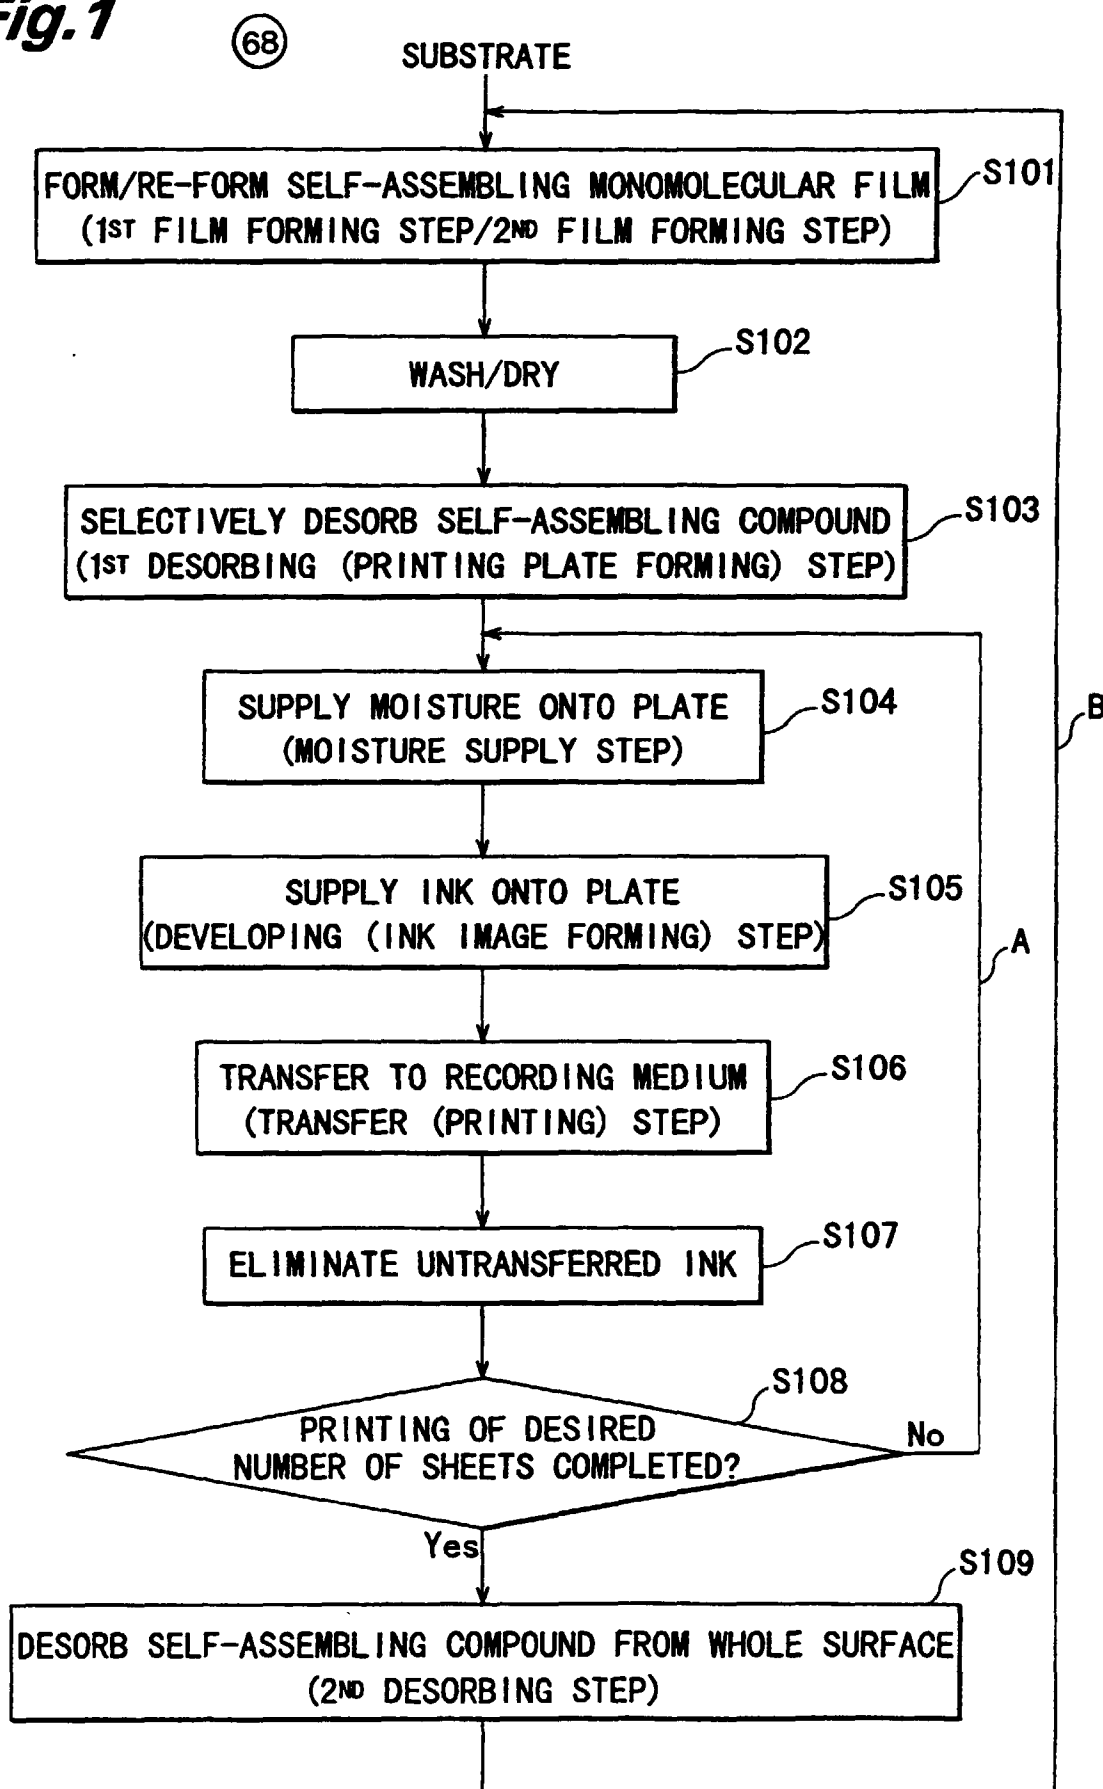 Fig.1
68
SUBSTRATE
FORM/RE-FORM SELF-ASSEMBLING MONOMOLECULAR FILM
(1ST FILM FORMING STEP/2ND FILM FORMING STEP)
S101
WASH/DRY
S102
SELECTIVELY DESORB SELF-ASSEMBLING COMPOUND
(1ST DESORBING (PRINTING PLATE FORMING) STEP)
S103
SUPPLY MOISTURE ONTO PLATE
(MOISTURE SUPPLY STEP)
S104
B
SUPPLY INK ONTO PLATE
(DEVELOPING (INK IMAGE FORMING) STEP)
S105
A
TRANSFER TO RECORDING MEDIUM
(TRANSFER (PRINTING) STEP)
S106
ELIMINATE UNTRANSFERRED INK
S107
PRINTING OF DESIRED
NUMBER OF SHEETS COMPLETED?
S108
No
Yes
DESORB SELF-ASSEMBLING COMPOUND FROM WHOLE SURFACE
(2ND DESORBING STEP)
S109